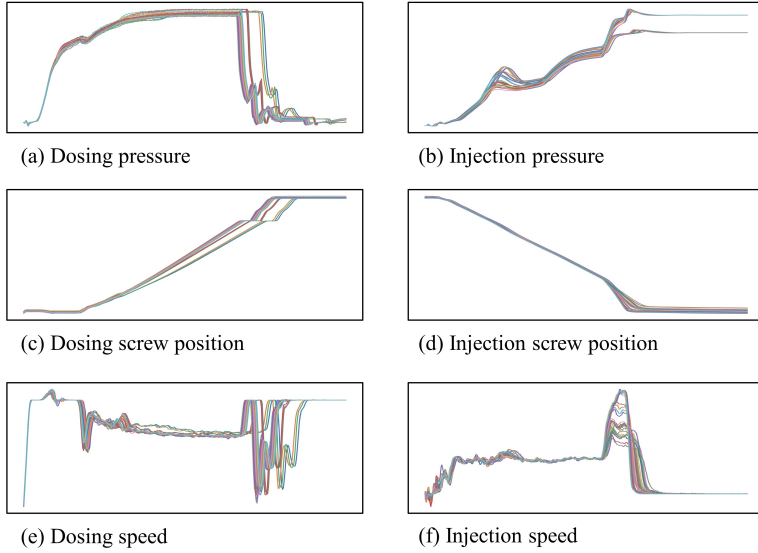 (a) Dosing pressure
(b) Injection pressure
(c) Dosing screw position
(d) Injection screw position
(e) Dosing speed
(f) Injection speed